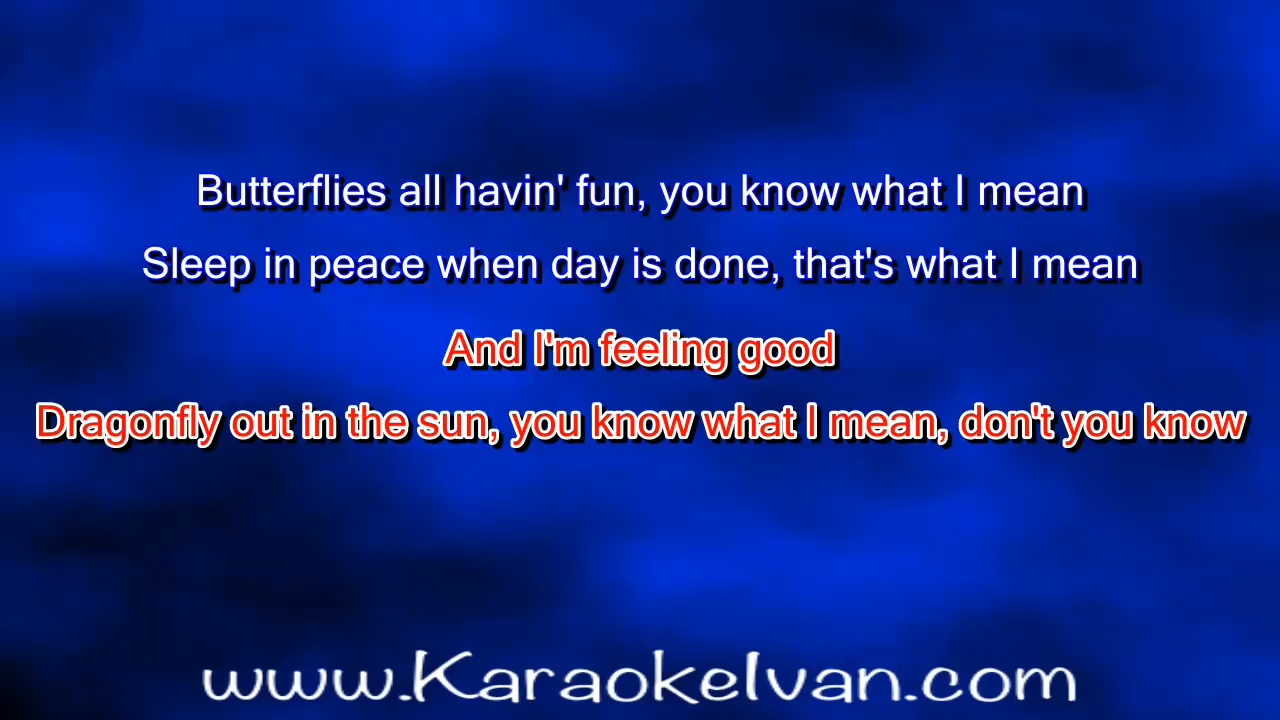 Butterflies all havin' fun, you know what I mean
Sleep in peace when day is done, that's what I mean
And I'm feeling good
Dragonfly out in the sun, you know what I mean, don't you know
www.KaraokeIvan.com